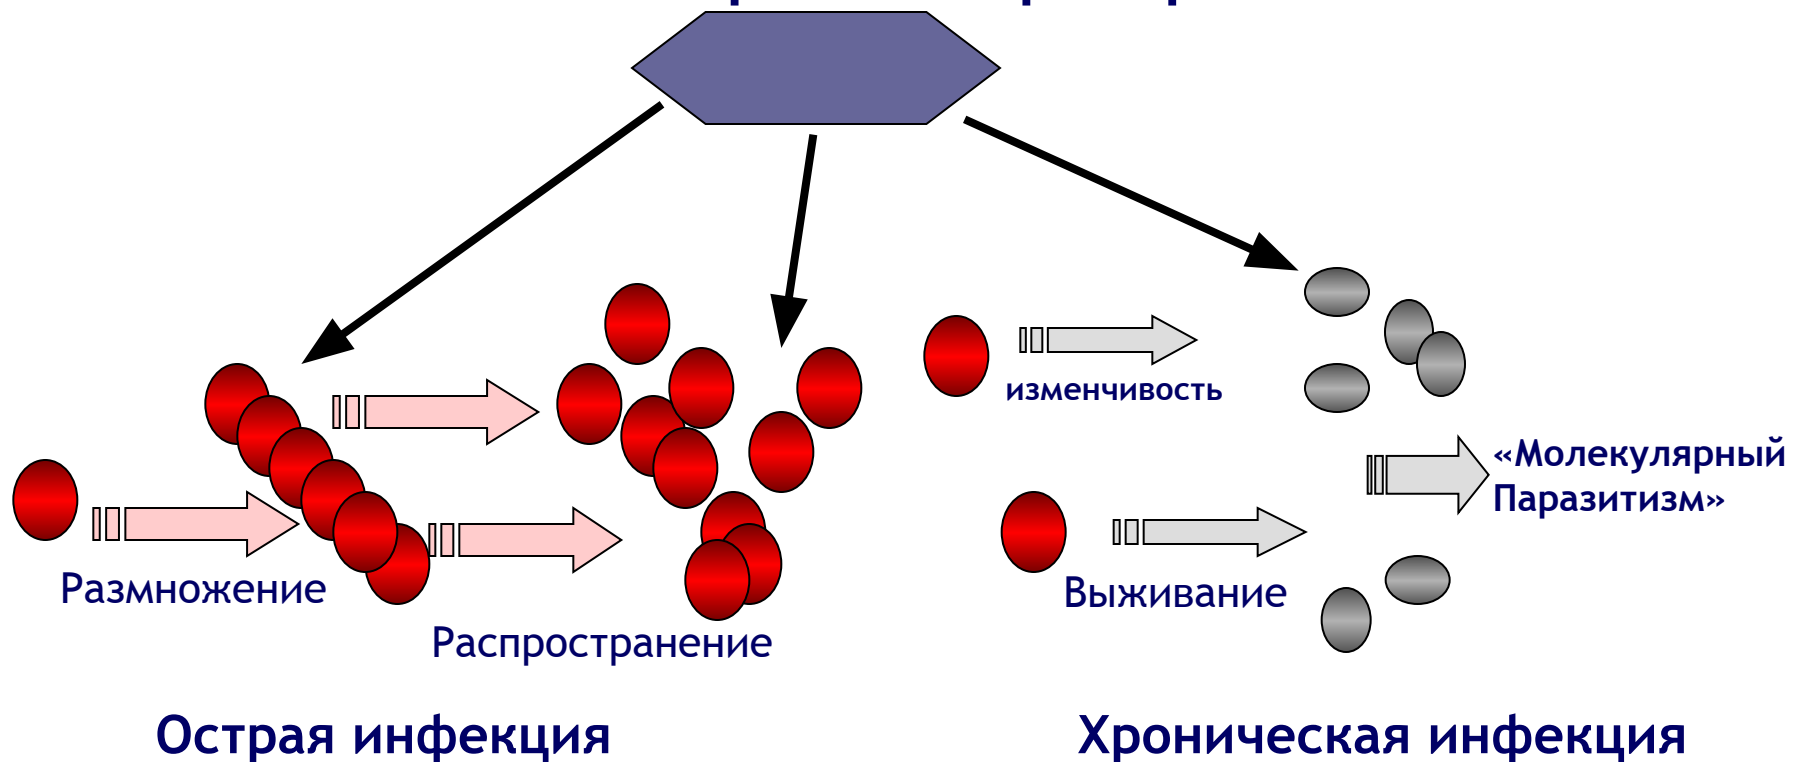 изменчивость
«Молекулярный
Паразитизм»
Размножение
Выживание
Распространение
Острая инфекция
Хроническая инфекция